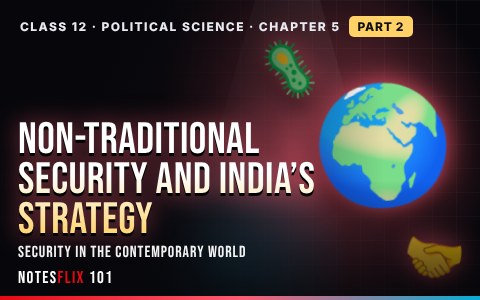 CLASS 12 · POLITICAL SCIENCE · CHAPTER 5 PART 2
NON-TRADITIONAL
SECURITY AND INDIA'S
STRATEGY
SECURITY IN THE CONTEMPORARY WORLD
NOTESFLIX 101